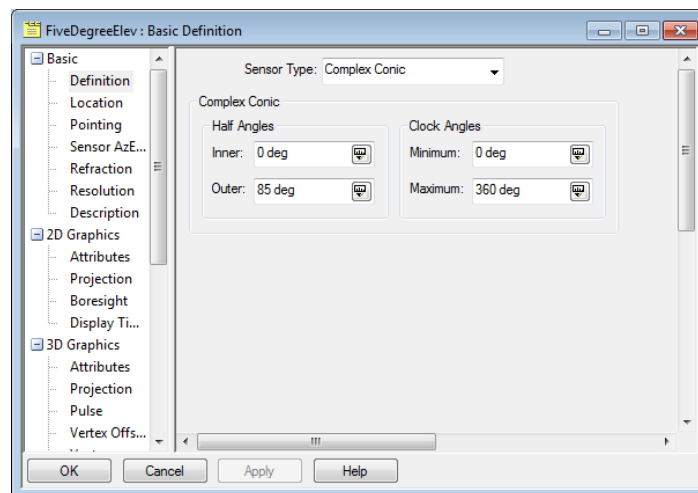 FiveDegreeElev : Basic Definition
Basic
Definition
Location
Pointing
Sensor AzE...
Refraction
Resolution
Description
2D Graphics
Attributes
Projection
Boresight
Display Ti...
3D Graphics
Attributes
Projection
Pulse
Vertex Offs...
Sensor Type: Complex Conic
Complex Conic
Half Angles
Inner: 0 deg
Outer: 85 deg
Clock Angles
Minimum: 0 deg
Maximum: 360 deg
OK Cancel Apply Help